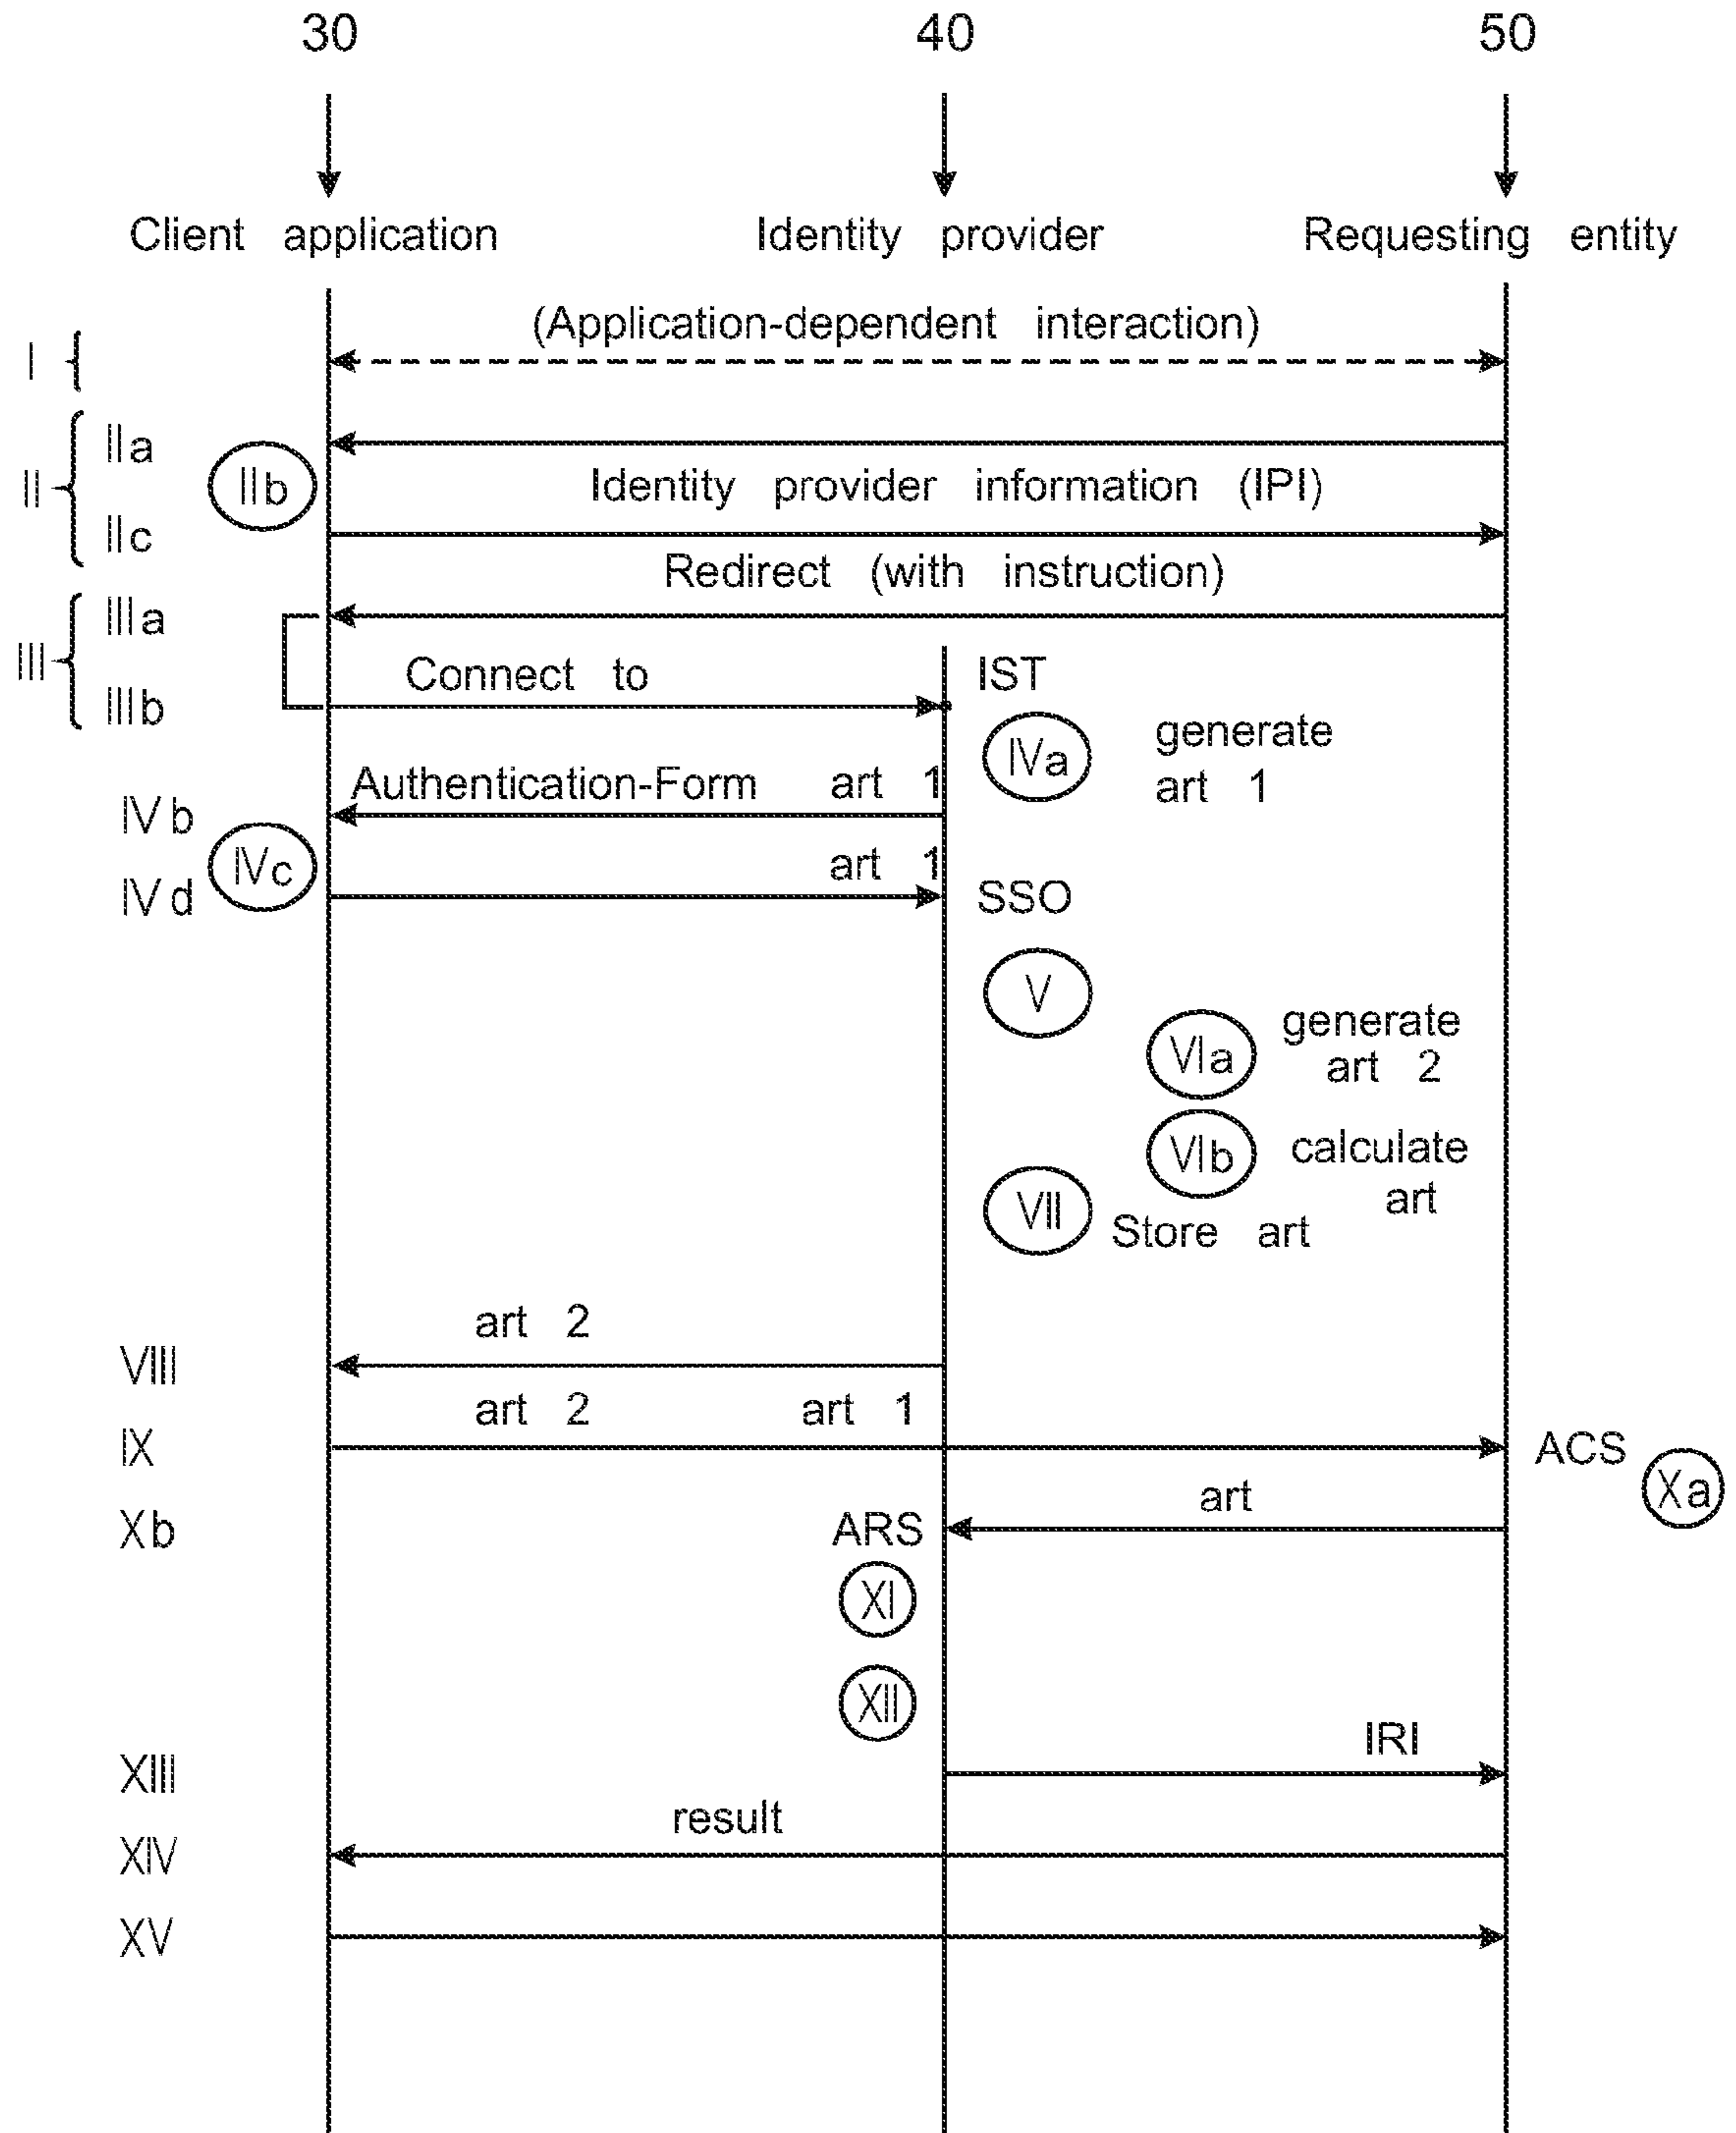 30 40 50
Client application Identity provider Requesting entity
(Application-dependent interaction)
I
IIa
II IIb Identity provider information (IPI)
IIc
Redirect (with instruction)
IIIa
III Connect to IST
IIIb
IVa generate
art 1
Authentication-Form art 1
IVb
IVc art 1
IVd SSO
V
VIa generate
art 2
VIb calculate
art
VII Store art
art 2
VIII
art 2 art 1
IX ACS
Xa
art
Xb ARS
XI
XII
IRI
XIII
result
XIV
XV